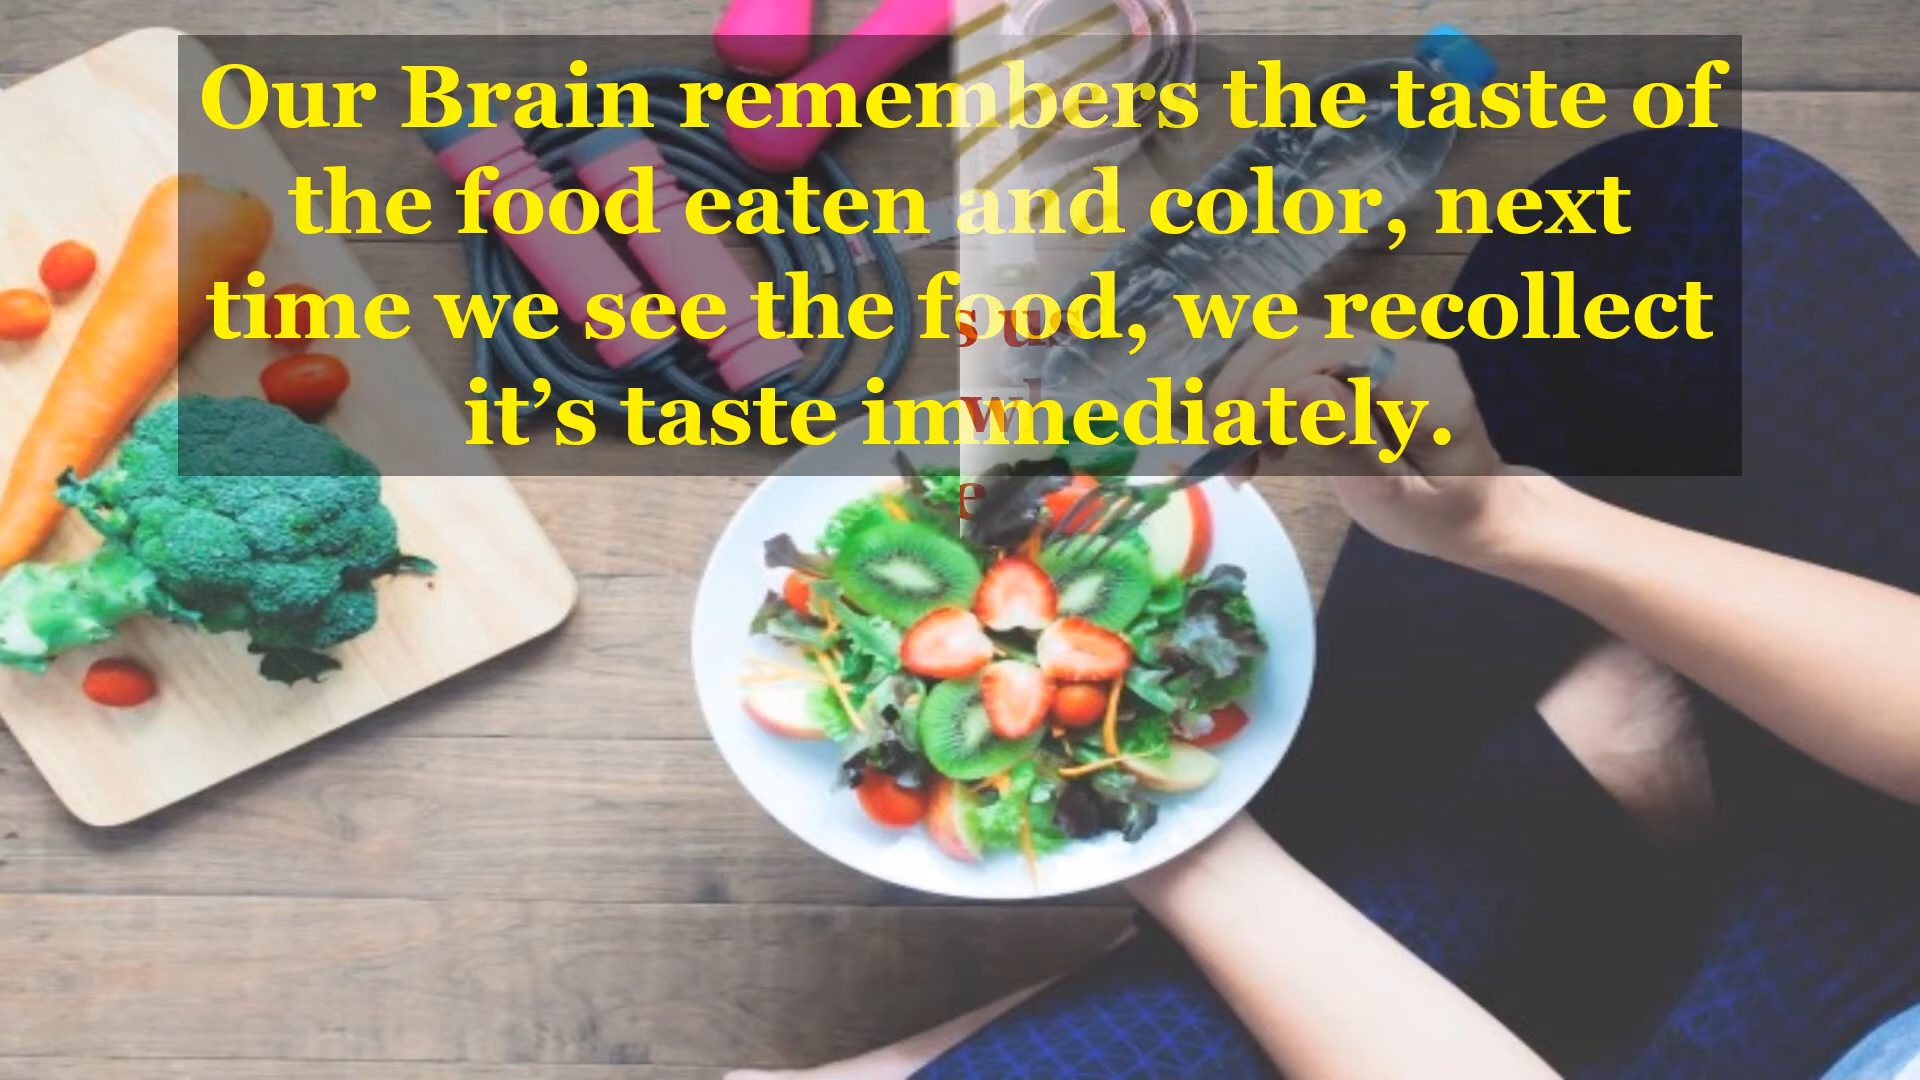 Our Brain remembers the taste of
the food eaten and color, next
time we see the food, we recollect
it’s taste immediately.
s us